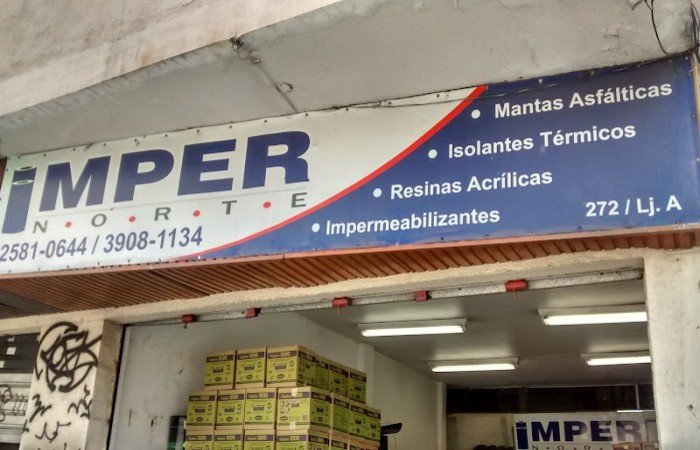 iMPER
N.O.R.T.E
2581-0644 / 3908-1134
• Mantas Asfálticas
• Isolantes Térmicos
• Resinas Acrílicas
• Impermeabilizantes
272 / Lj. A
iMPER
NORTE